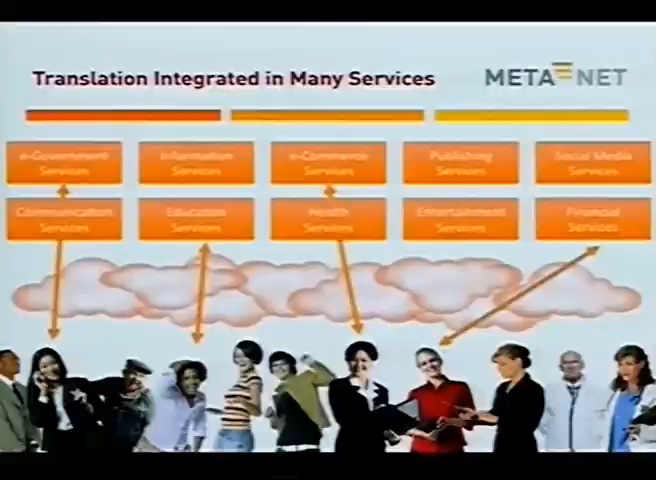 Translation Integrated in Many Services
META NET
e-Government
Services
Information
Services
e-Commerce
Services
Publishing
Services
Social Media
Services
Communication
Services
Education
Services
Health
Services
Entertainment
Services
Financial
Services